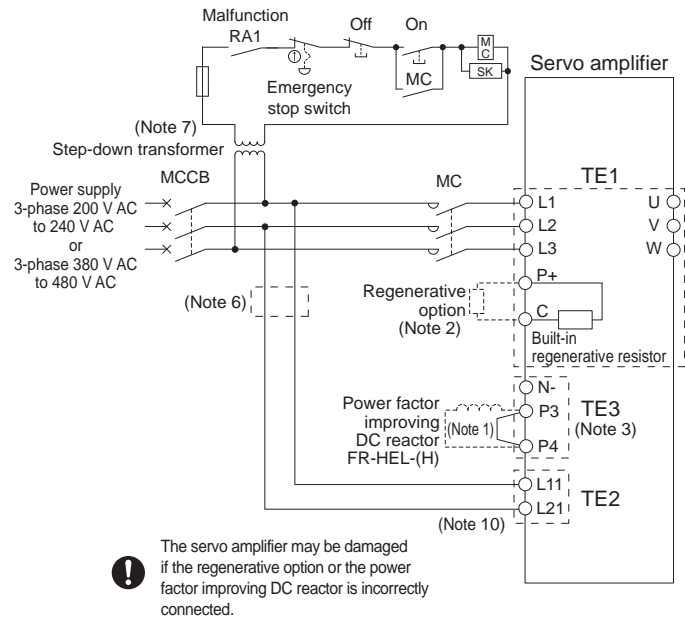 Malfunction
RA1
Off
On
MC
SK
MC
Emergency
stop switch
Servo amplifier
(Note 7)
Step-down transformer
MCCB
MC
Power supply
3-phase 200 V AC
to 240 V AC
or
3-phase 380 V AC
to 480 V AC
TE1
L1
L2
L3
U
V
W
P+
C
Regenerative
option
(Note 2)
Built-in
regenerative resistor
(Note 6)
N-
P3
P4
TE3
(Note 3)
Power factor
improving
DC reactor
FR-HEL-(H)
(Note 1)
L11
L21
TE2
(Note 10)
The servo amplifier may be damaged
if the regenerative option or the power
factor improving DC reactor is incorrectly
connected.